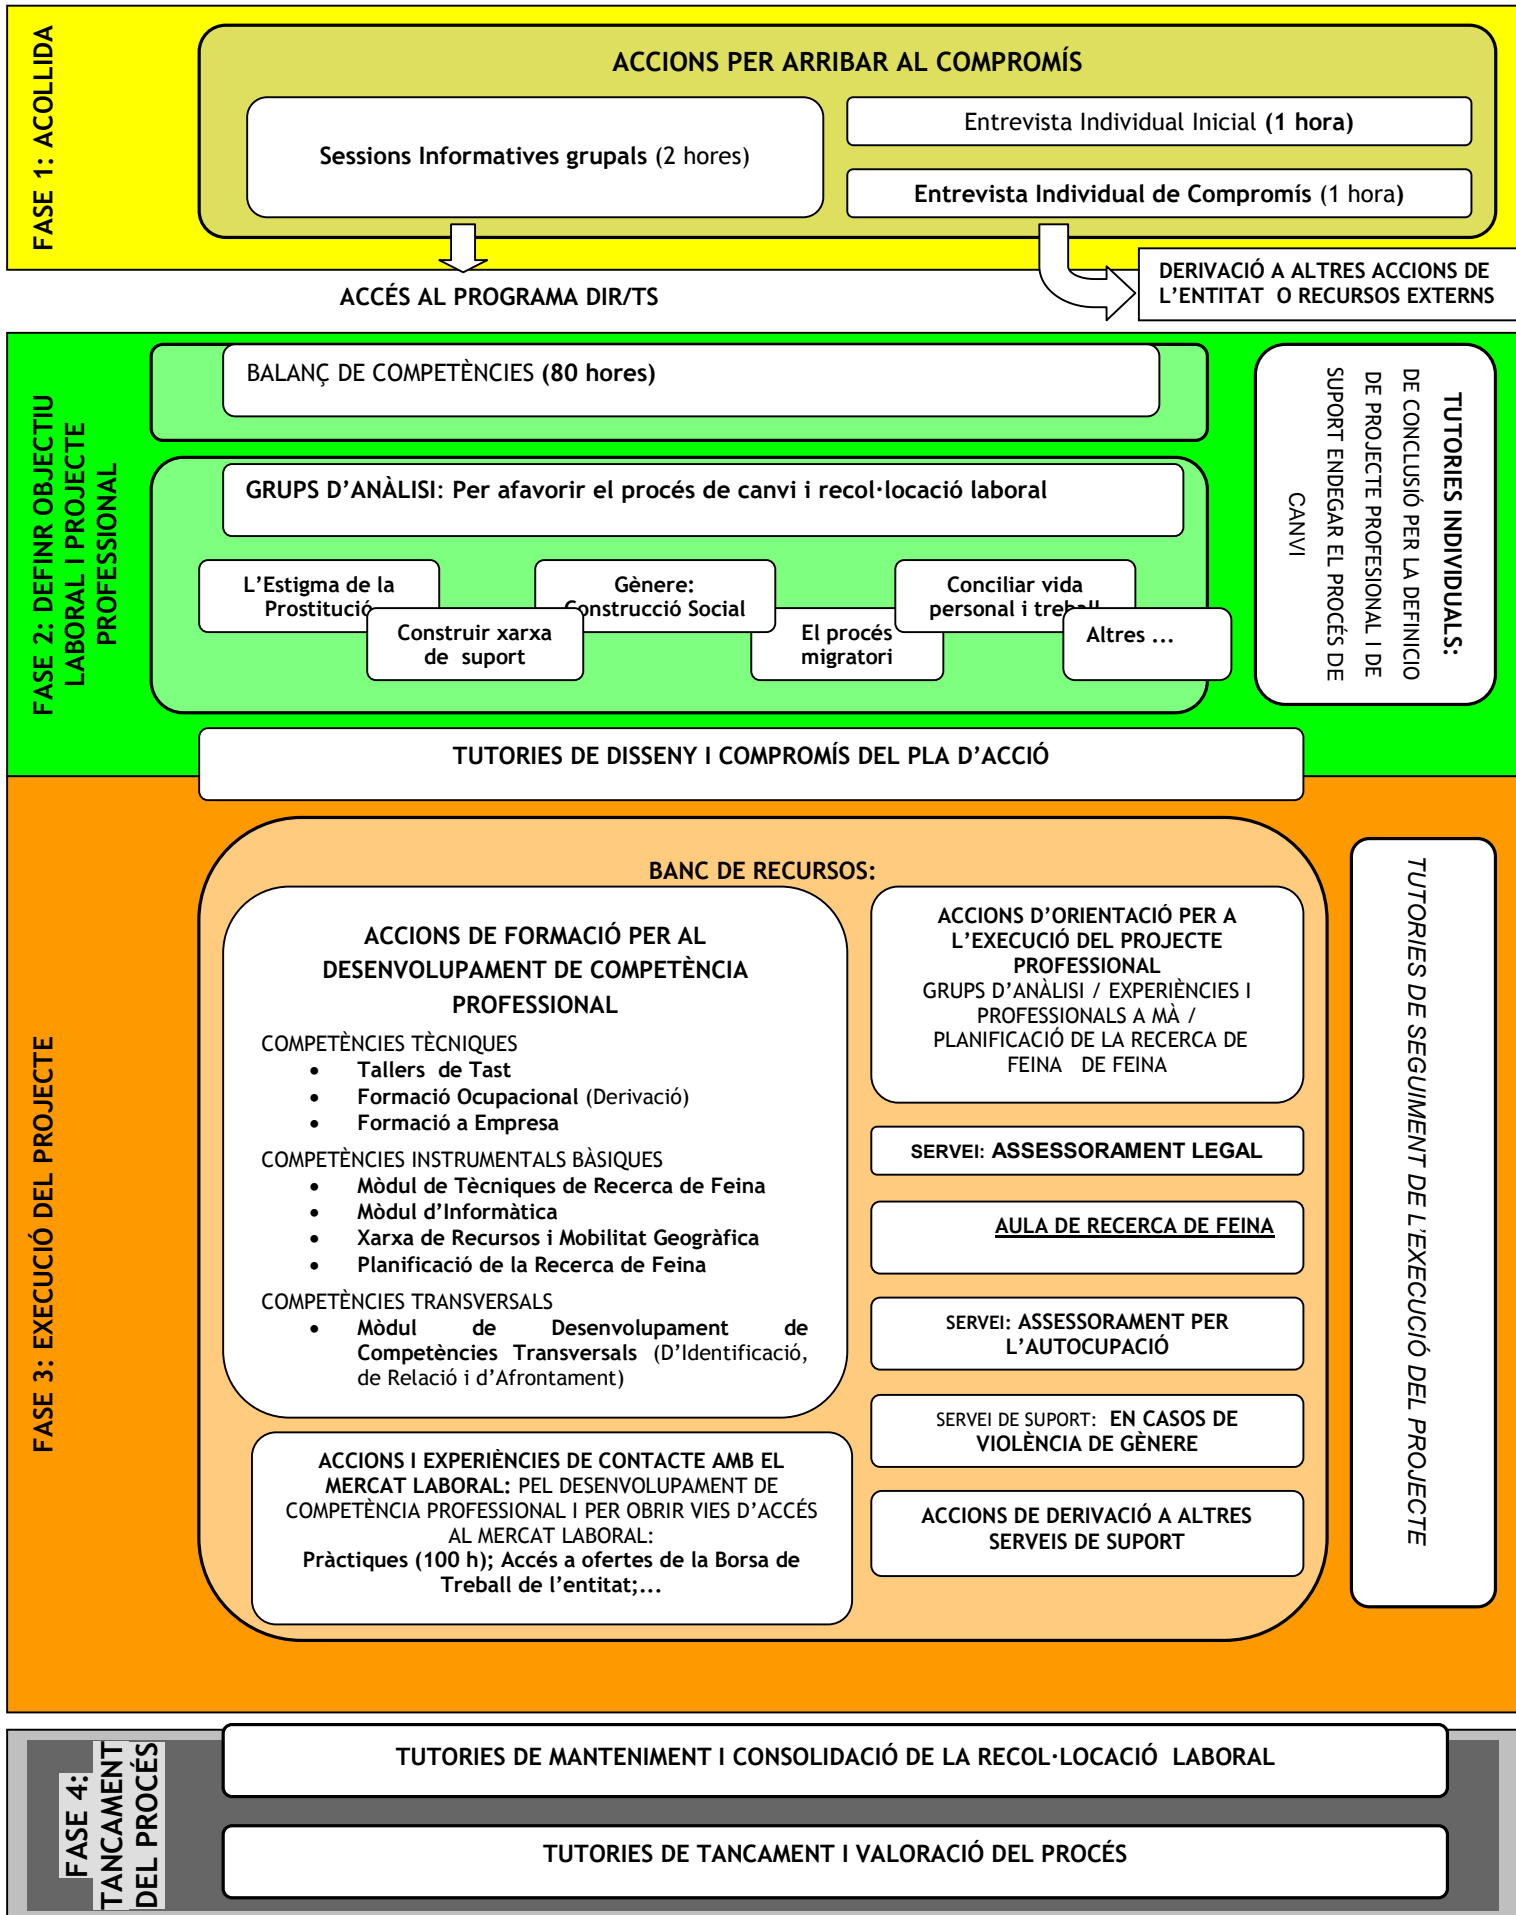 FASE 1: ACOLLIDA
ACCIONS PER ARRIBAR AL COMPROMÍS
Sessions Informatives grupals (2 hores)
Entrevista Individual Inicial (1 hora)
Entrevista Individual de Compromís (1 hora)
ACCÉS AL PROGRAMA DIR/TS
DERIVACIÓ A ALTRES ACCIONS DE
L'ENTITAT O RECURSOS EXTERNS
FASE 2: DEFINR OBJECTIU
LABORAL I PROJECTE
PROFESSIONAL
BALANÇ DE COMPETÈNCIES (80 hores)
GRUPS D'ANÀLISI: Per afavorir el procés de canvi i recol·locació laboral
L'Estigma de la
Prostitució
Construir xarxa
de suport
Gènere:
Construcció Social
El procés
migratori
Conciliar vida
personal i treball
Altres ...
TUTORIES INDIVIDUALS:
DE CONCLUSIÓ PER LA DEFINICIO
DE PROJECTE PROFESIONAL I DE
SUPORT ENDEGAR EL PROCÉS DE
CANVI
TUTORIES DE DISSENY I COMPROMÍS DEL PLA D'ACCIÓ
FASE 3: EXECUCIÓ DEL PROJECTE
BANC DE RECURSOS:
ACCIONS DE FORMACIÓ PER AL
DESENVOLUPAMENT DE COMPETÈNCIA
PROFESSIONAL
COMPETÈNCIES TÈCNIQUES
• Tallers de Tast
• Formació Ocupacional (Derivació)
• Formació a Empresa
COMPETÈNCIES INSTRUMENTALS BÀSIQUES
• Mòdul de Tècniques de Recerca de Feina
• Mòdul d'Informàtica
• Xarxa de Recursos i Mobilitat Geogràfica
• Planificació de la Recerca de Feina
COMPETÈNCIES TRANSVERSALS
• Mòdul de Desenvolupament de
Competències Transversals (D'Identificació,
de Relació i d'Afrontament)
ACCIONS I EXPERIÈNCIES DE CONTACTE AMB EL
MERCAT LABORAL: PEL DESENVOLUPAMENT DE
COMPETÈNCIA PROFESSIONAL I PER OBRIR VIES D'ACCÉS
AL MERCAT LABORAL:
Pràctiques (100 h); Accés a ofertes de la Borsa de
Treball de l'entitat;...
ACCIONS D'ORIENTACIÓ PER A
L'EXECUCIÓ DEL PROJECTE
PROFESSIONAL
GRUPS D'ANÀLISI / EXPERIÈNCIES I
PROFESSIONALS A MÀ /
PLANIFICACIÓ DE LA RECERCA DE
FEINA DE FEINA
SERVEI: ASSESSORAMENT LEGAL
AULA DE RECERCA DE FEINA
SERVEI: ASSESSORAMENT PER
L'AUTOCUPACIÓ
SERVEI DE SUPORT: EN CASOS DE
VIOLÈNCIA DE GÈNERE
ACCIONS DE DERIVACIÓ A ALTRES
SERVEIS DE SUPORT
TUTORIES DE SEGUIMENT DE L'EXECUCIÓ DEL PROJECTE
FASE 4:
TANCAMENT
DEL PROCÉS
TUTORIES DE MANTENIMENT I CONSOLIDACIÓ DE LA RECOL·LOCACIÓ LABORAL
TUTORIES DE TANCAMENT I VALORACIÓ DEL PROCÉS